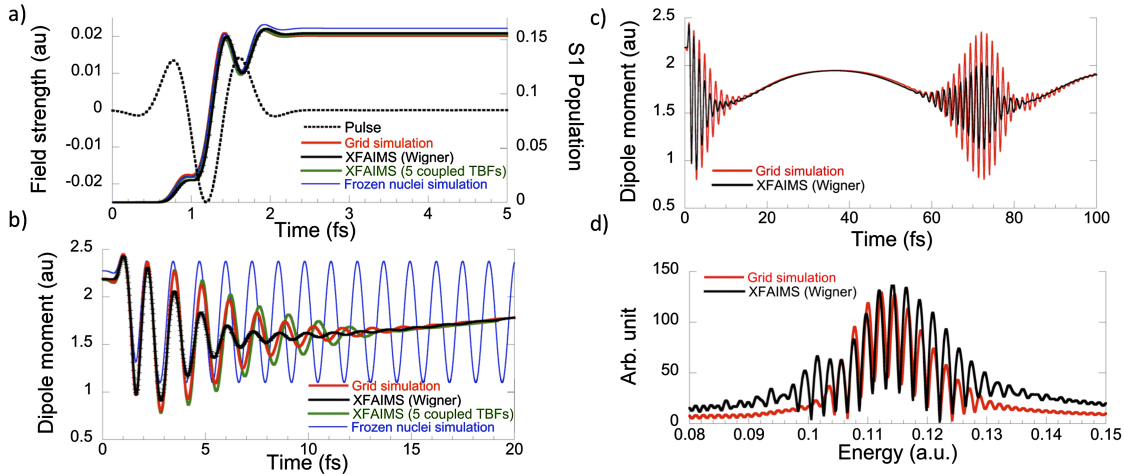 a)
Field strength (au)
0.02
0.01
0
-0.01
-0.02
0.15
0.1
0.05
0
S1 Population
Pulse
Grid simulation
XFAIMS (Wigner)
XFAIMS (5 coupled TBFs)
Frozen nuclei simulation
0 1 2 3 4 5
Time (fs)
b)
Dipole moment (au)
2.5
2
1.5
1
0.5
Grid simulation
XFAIMS (Wigner)
XFAIMS (5 coupled TBFs)
Frozen nuclei simulation
0 5 10 15 20
Time (fs)
c)
Dipole moment (au)
2.5
2
1.5
1
0.5
Grid simulation
XFAIMS (Wigner)
0 20 40 60 80 100
Time (fs)
d)
Arb. unit
150
100
50
0
Grid simulation
XFAIMS (Wigner)
0.08 0.09 0.1 0.11 0.12 0.13 0.14 0.15
Energy (a.u.)